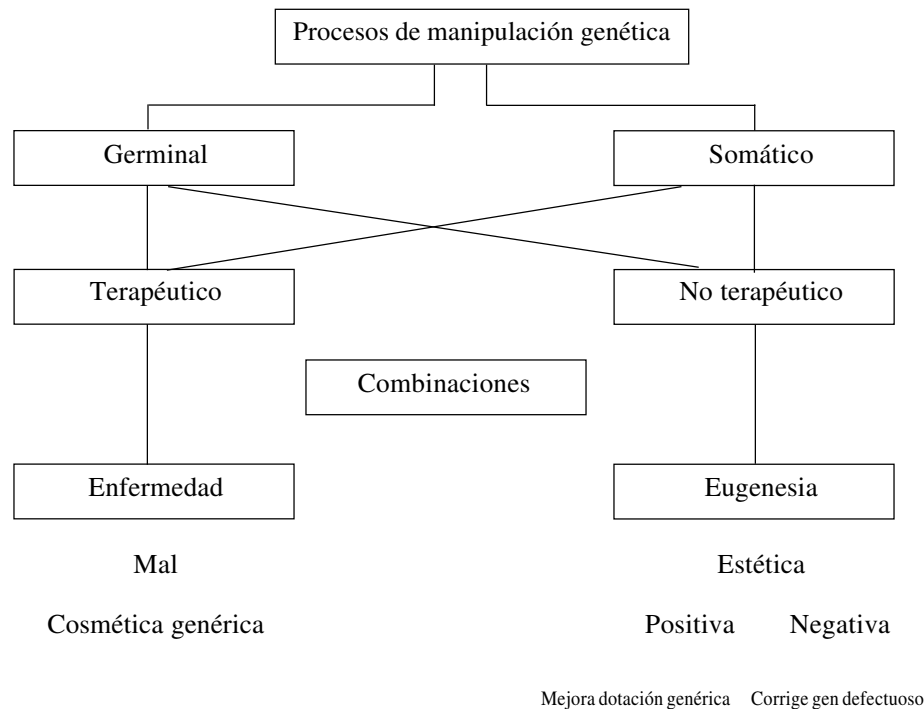 Procesos de manipulación genética
Germinal
Somático
Terapéutico
No terapéutico
Combinaciones
Enfermedad
Eugenesia
Mal
Estética
Cosmética genérica
Positiva Negativa
Mejora dotación genérica Corrige gen defectuoso